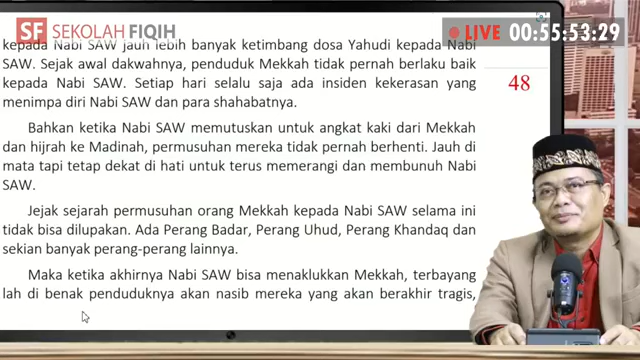 SF SEKOLAH FIQIH
LIVE 00:55:53:29
kepada Nabi SAW jauh lebih banyak ketimbang dosa Yahudi kepada Nabi
SAW. Sejak awal dakwahnya, penduduk Mekkah tidak pernah berlaku baik
kepada Nabi SAW. Setiap hari selalu saja ada insiden kekerasan yang
menimpa diri Nabi SAW dan para shahabatnya.
48
Bahkan ketika Nabi SAW memutuskan untuk angkat kaki dari Mekkah
dan hijrah ke Madinah, permusuhan mereka tidak pernah berhenti. Jauh di
mata tapi tetap dekat di hati untuk terus memerangi dan membunuh Nabi
SAW.
Jejak sejarah permusuhan orang Mekkah kepada Nabi SAW selama ini
tidak bisa dilupakan. Ada Perang Badar, Perang Uhud, Perang Khandaq dan
sekian banyak perang-perang lainnya.
Maka ketika akhirnya Nabi SAW bisa menaklukkan Mekkah, terbayang
lah di benak penduduknya akan nasib mereka yang akan berakhir tragis,